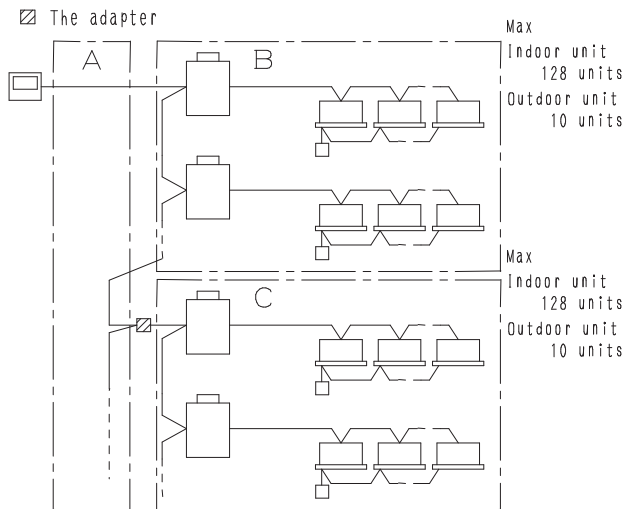 The adapter
A
B
Max
Indoor unit
128 units
Outdoor unit
10 units
C
Max
Indoor unit
128 units
Outdoor unit
10 units